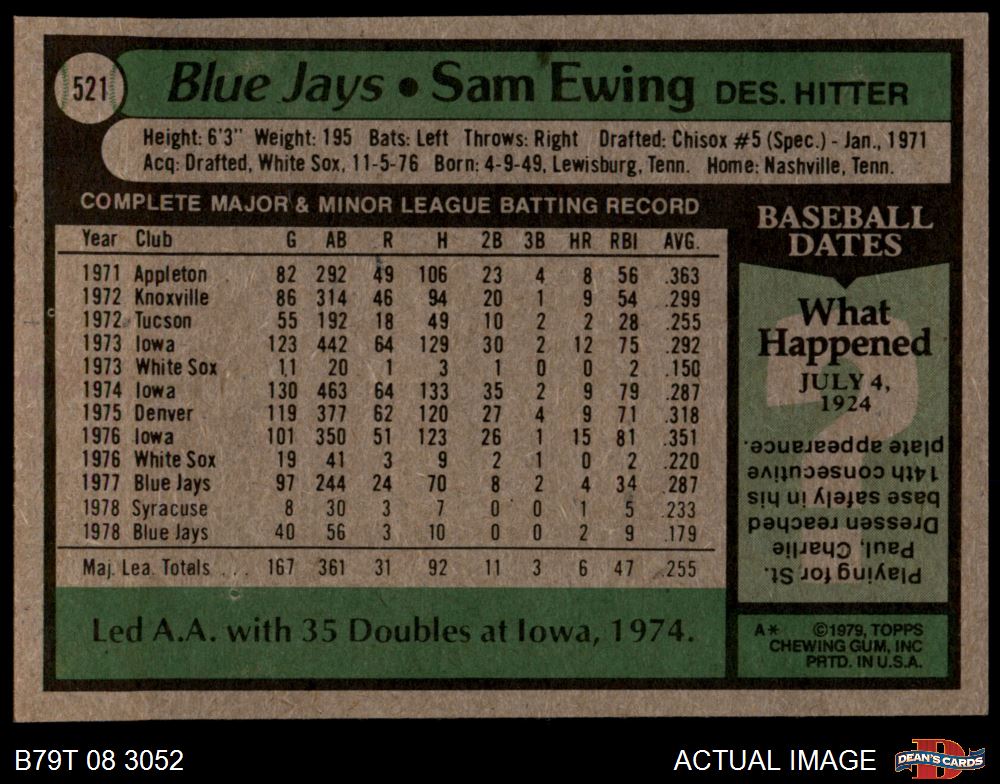 521 Blue Jays • Sam Ewing DES. HITTER
Height: 6'3" Weight: 195 Bats: Left Throws: Right Drafted: Chisox #5 (Spec.) - Jan., 1971
Acq: Drafted, White Sox, 11-5-76 Born: 4-9-49, Lewisburg, Tenn. Home: Nashville, Tenn.
COMPLETE MAJOR & MINOR LEAGUE BATTING RECORD
Year Club G AB R H 2B 3B HR RBI AVG.
1971 Appleton 82 292 49 106 23 4 8 56 .363
1972 Knoxville 86 314 46 94 20 1 9 54 .299
1972 Tucson 55 192 18 49 10 2 2 28 .255
1973 Iowa 123 442 64 129 30 2 12 75 .292
1973 White Sox 11 20 1 3 1 0 0 2 .150
1974 Iowa 130 463 64 133 35 2 9 79 .287
1975 Denver 119 377 62 120 27 4 9 71 .318
1976 Iowa 101 350 51 123 26 1 15 81 .351
1976 White Sox 19 41 3 9 2 1 0 2 .220
1977 Blue Jays 97 244 24 70 8 2 4 34 .287
1978 Syracuse 8 30 3 7 0 0 1 5 .233
1978 Blue Jays 40 56 3 10 0 0 2 9 .179
Maj. Lea. Totals ... 167 361 31 92 11 3 6 47 .255
Led A.A. with 35 Doubles at Iowa, 1974.
BASEBALL
DATES
What
Happened
JULY 4,
1924
Playing for St.
Paul, Charlie
Dressen reached
base safely in his
14th consecutive
plate appearance.
A* ©1979, TOPPS
CHEWING GUM, INC
PRTD. IN U.S.A.
B79T 08 3052 ACTUAL IMAGE
DEAN'S CARDS